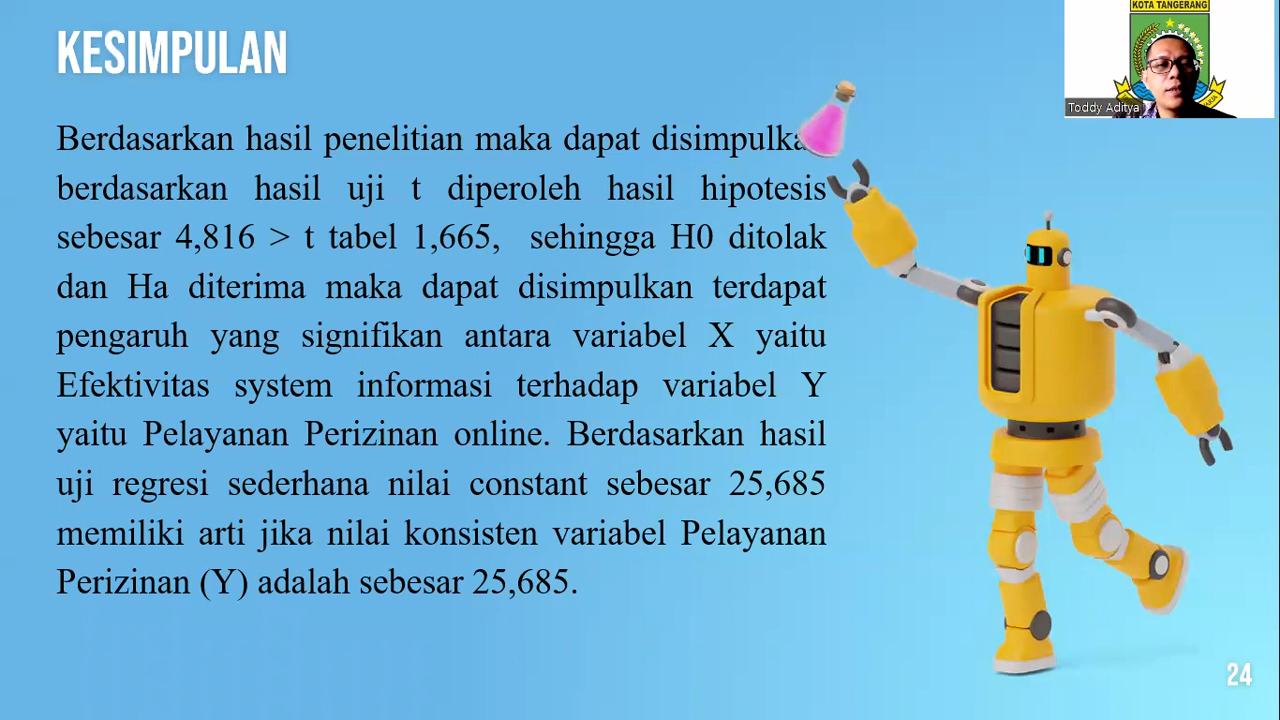 KESIMPULAN
KOTA TANGERANG
Toddy Aditya
Berdasarkan hasil penelitian maka dapat
berdasarkan hasil uji t diperoleh hasil hipotesis
sebesar 4,816 > t tabel 1,665, sehingga H0 ditolak
dan Ha diterima maka dapat disimpulkan terdapat
pengaruh yang signifikan antara variabel X yaitu
Efektivitas system informasi terhadap variabel Y
yaitu Pelayanan Perizinan online. Berdasarkan hasil
uji regresi sederhana nilai constant sebesar 25,685
memiliki arti jika nilai konsisten variabel Pelayanan
Perizinan (Y) adalah sebesar 25,685.
24